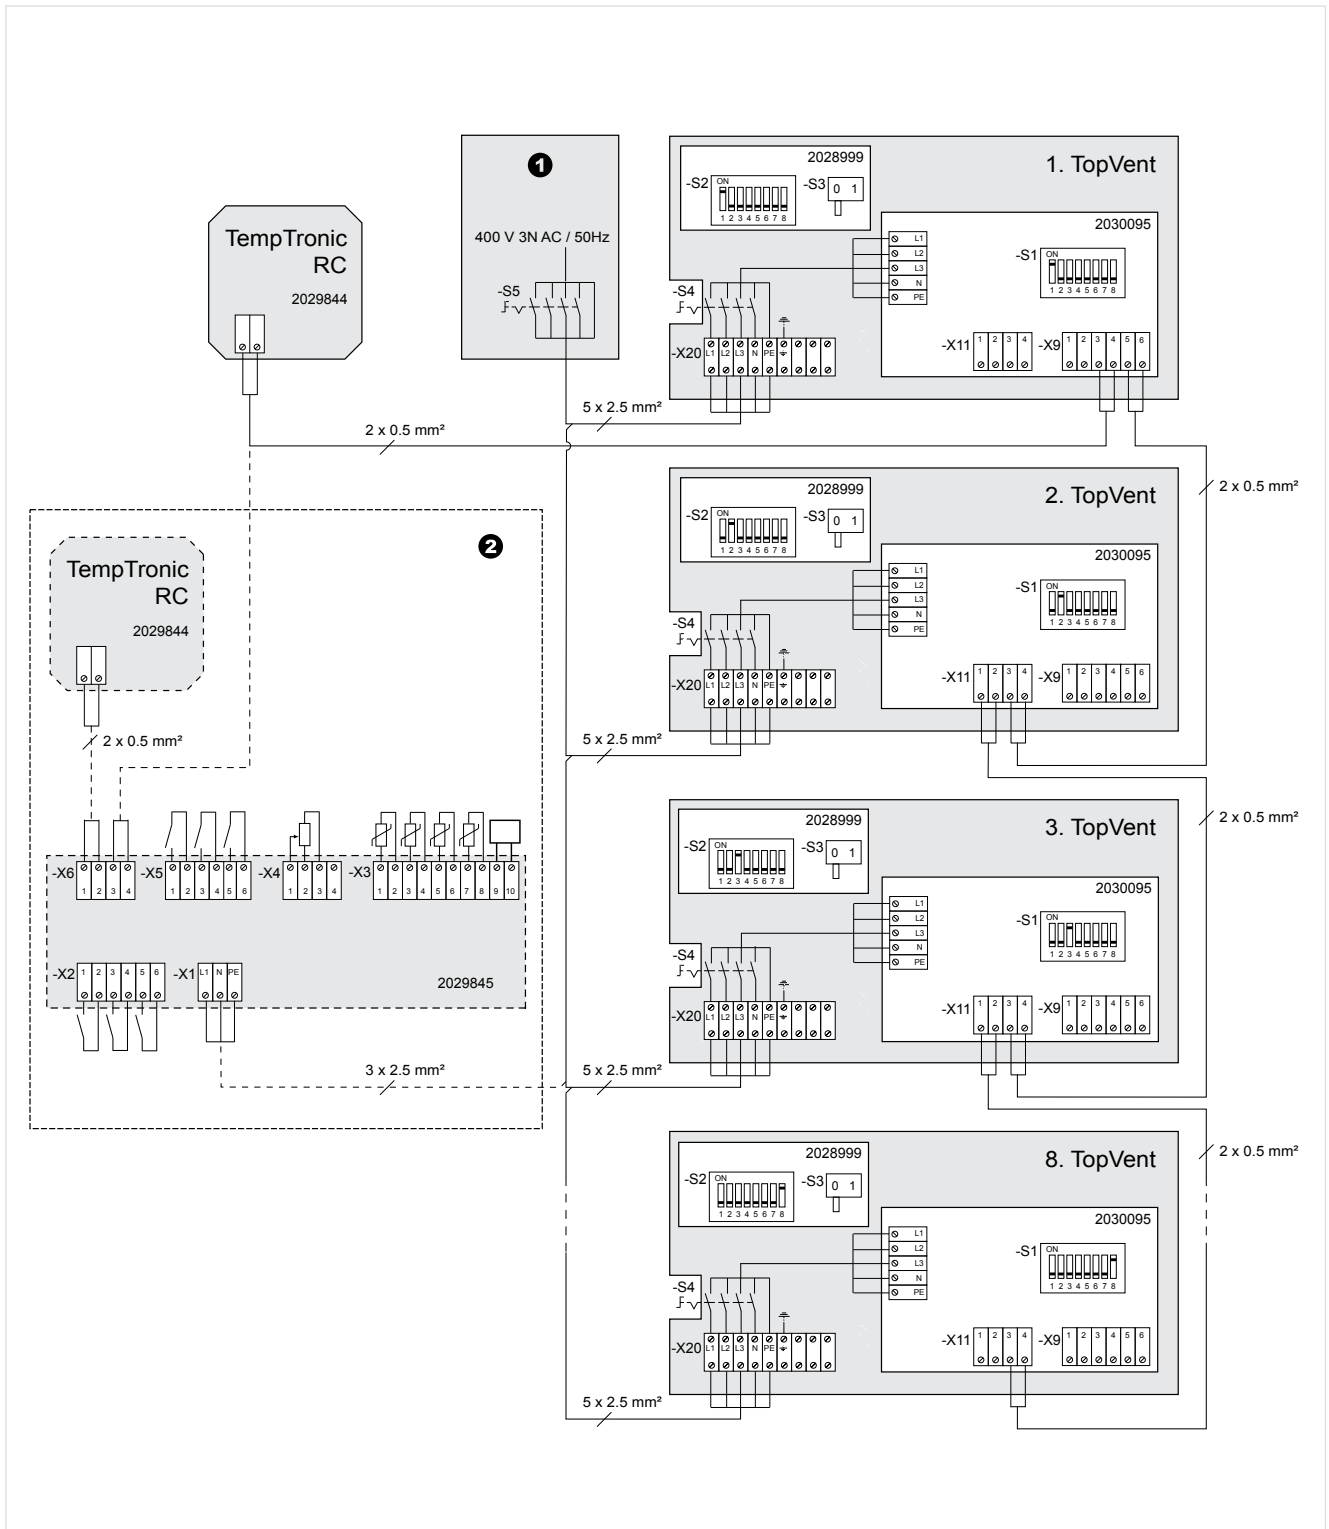 TempTronic
RC
2029844
1
400 V 3N AC / 50Hz
-S5
5 x 2.5 mm²
2 x 0.5 mm²
1. TopVent
2028999
-S2
ON
1 2 3 4 5 6 7 8
-S3
0 1
2030095
-S1
ON
1 2 3 4 5 6 7 8
L1
L2
L3
N
PE
-S4
-X20
L1 L2 L3 N PE
-X11
1 2 3 4
-X9
1 2 3 4 5 6
2 x 0.5 mm²
2. TopVent
2028999
-S2
ON
1 2 3 4 5 6 7 8
-S3
0 1
2030095
-S1
ON
1 2 3 4 5 6 7 8
L1
L2
L3
N
PE
-S4
-X20
L1 L2 L3 N PE
-X11
1 2 3 4
-X9
1 2 3 4 5 6
5 x 2.5 mm²
2 x 0.5 mm²
2
TempTronic
RC
2029844
2 x 0.5 mm²
-X6
1 2 3 4
-X5
1 2 3 4 5 6
-X4
1 2 3 4
-X3
1 2 3 4 5 6 7 8 9 10
-X2
1 2 3 4 5 6
-X1
L1 N PE
2029845
3 x 2.5 mm²
3. TopVent
2028999
-S2
ON
1 2 3 4 5 6 7 8
-S3
0 1
2030095
-S1
ON
1 2 3 4 5 6 7 8
L1
L2
L3
N
PE
-S4
-X20
L1 L2 L3 N PE
-X11
1 2 3 4
-X9
1 2 3 4 5 6
5 x 2.5 mm²
2 x 0.5 mm²
8. TopVent
2028999
-S2
ON
1 2 3 4 5 6 7 8
-S3
0 1
2030095
-S1
ON
1 2 3 4 5 6 7 8
L1
L2
L3
N
PE
-S4
-X20
L1 L2 L3 N PE
-X11
1 2 3 4
-X9
1 2 3 4 5 6
5 x 2.5 mm²